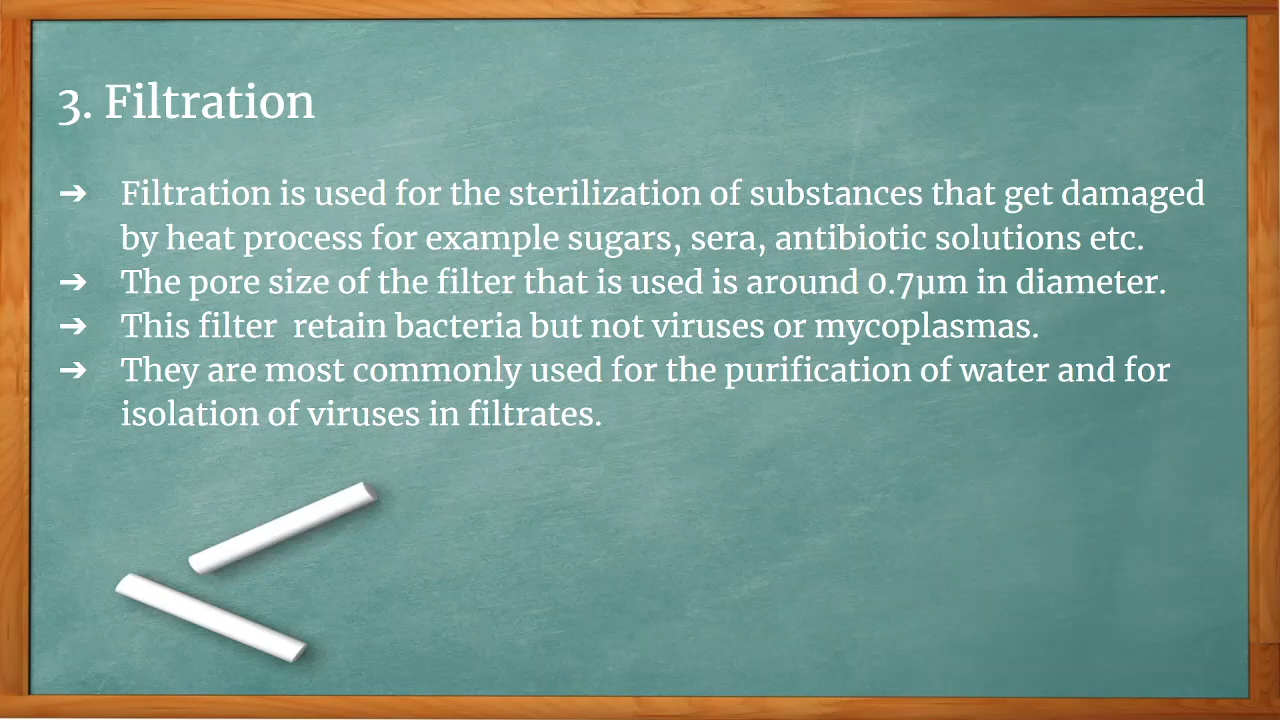 3. Filtration
➔ Filtration is used for the sterilization of substances that get damaged
by heat process for example sugars, sera, antibiotic solutions etc.
➔ The pore size of the filter that is used is around 0.7µm in diameter.
➔ This filter  retain bacteria but not viruses or mycoplasmas.
➔ They are most commonly used for the purification of water and for
isolation of viruses in filtrates.